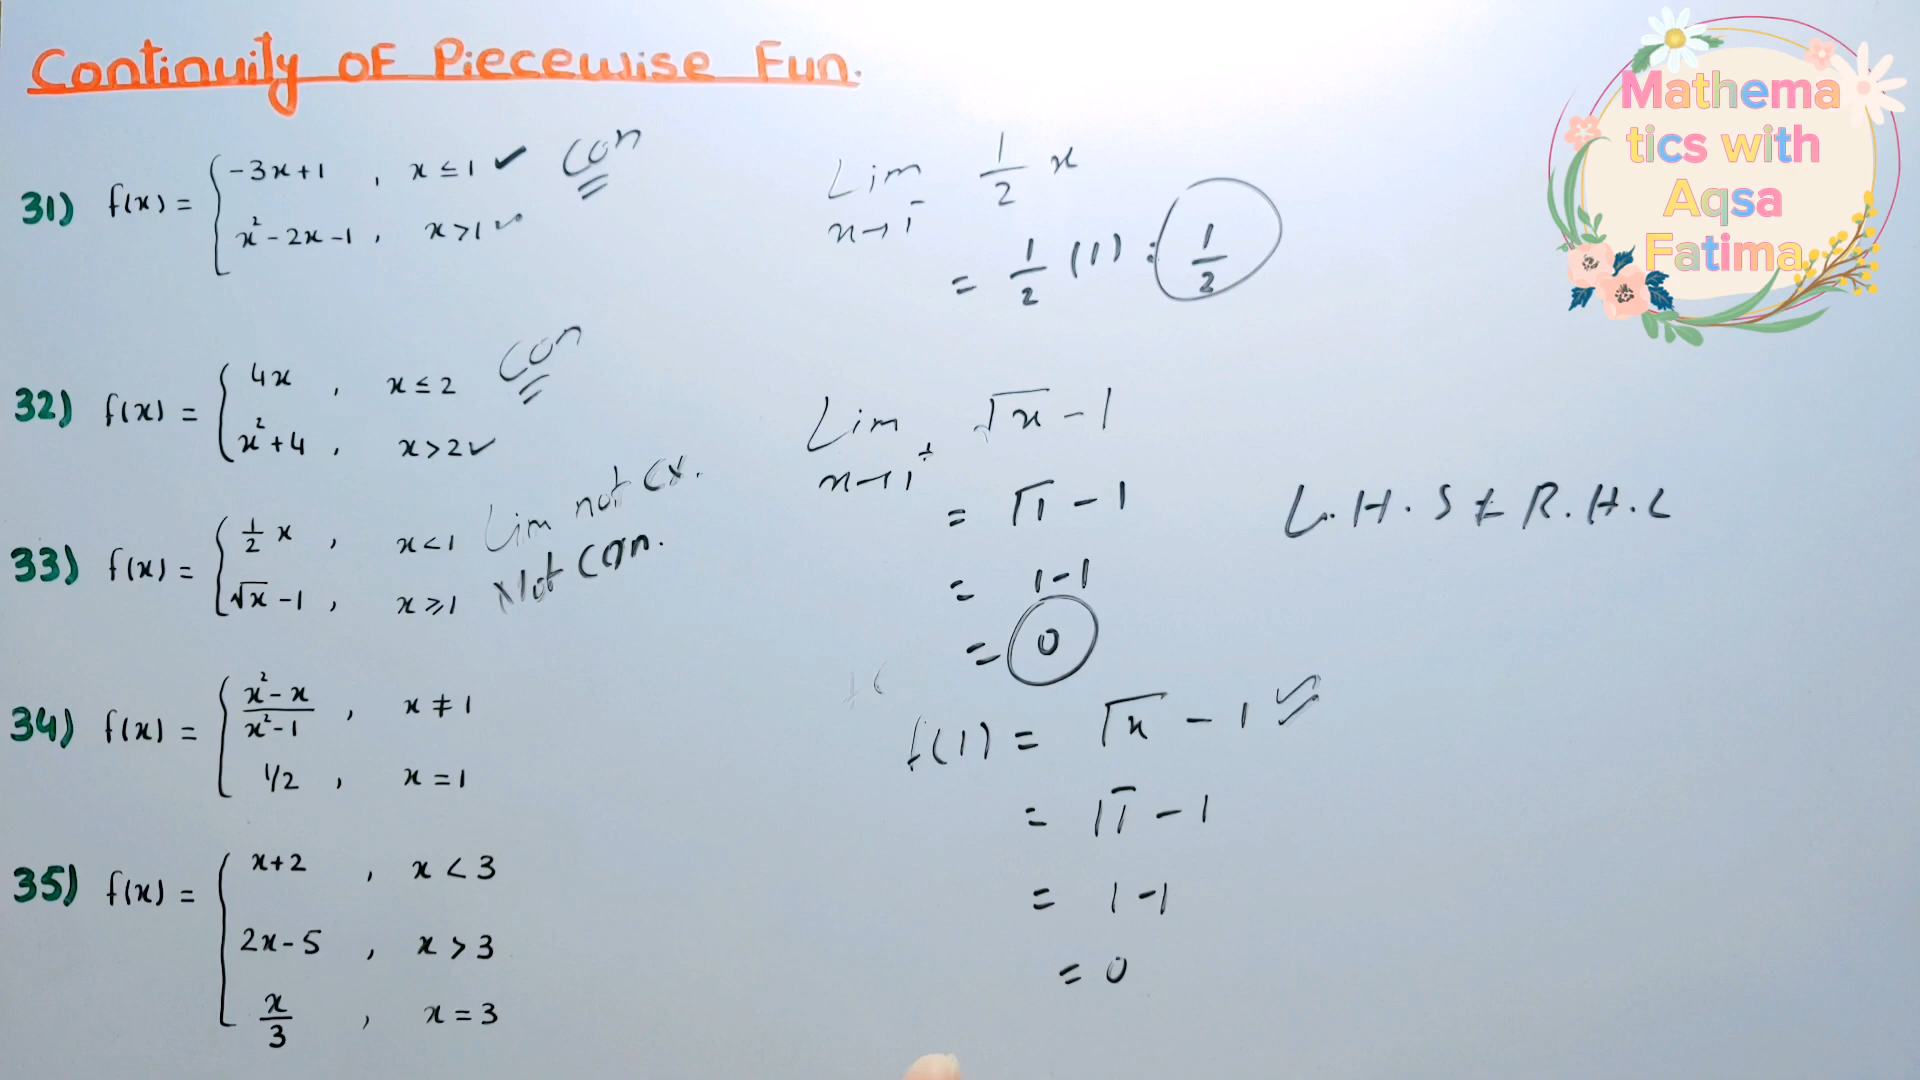 Continuity of Piecewise Fun.
Mathema
tics with
Aqsa
Fatima
31) f(x) = { -3x+1 , x ≤ 1 ✓
x² - 2x - 1 , x > 1 ✓
Con
32) f(x) = { 4x , x ≤ 2
x² + 4 , x > 2 ✓
Con
33) f(x) = { 1/2 x , x < 1
√x - 1 , x ≥ 1
Lim not ex.
Not Con.
34) f(x) = { x² - x / x² - 1 , x ≠ 1
1/2 , x = 1
35) f(x) = { x+2 , x < 3
2x - 5 , x > 3
x/3 , x = 3
Lim x→1⁻ 1/2 x
= 1/2 (1) = 1/2
Lim x→1⁺ √x - 1
= √1 - 1
= 1-1
= 0
f(1) = √x - 1
= √1 - 1
= 1-1
= 0
L.H.S ≠ R.H.L